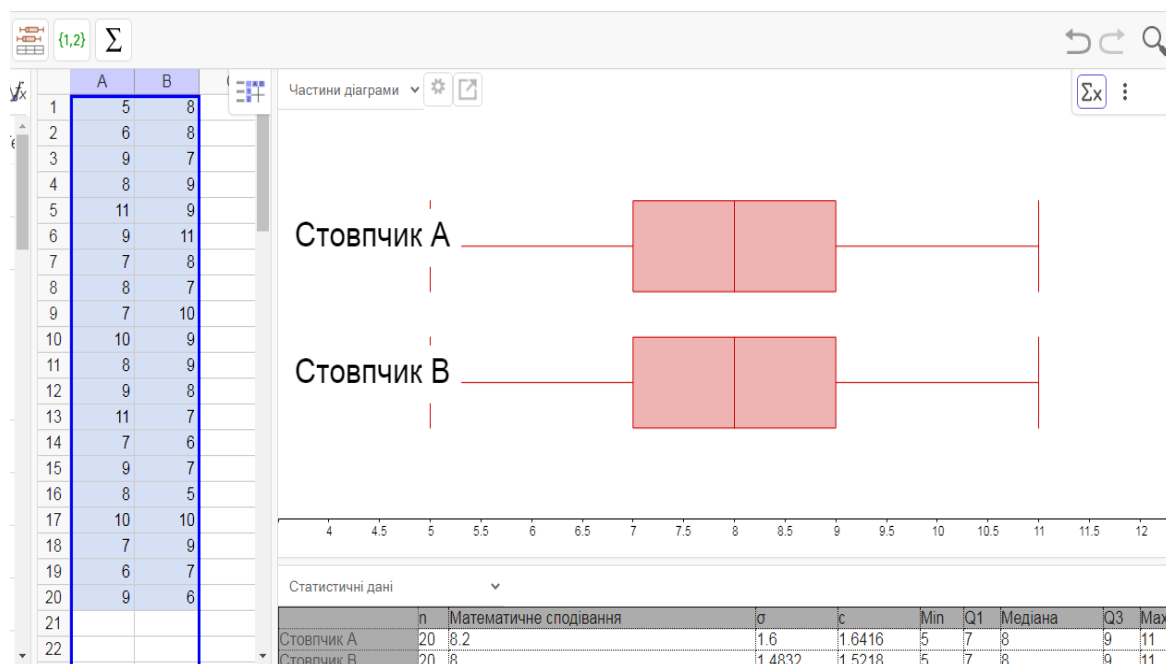 {1,2} Σ
A B
Частини діаграми
Σx
1 5 8
2 6 8
3 9 7
4 8 9
5 11 9
6 9 11
7 7 8
8 8 7
9 7 10
10 10 9
11 8 9
12 9 8
13 11 7
14 7 6
15 9 7
16 8 5
17 10 10
18 7 9
19 6 7
20 9 6
21
22
Стовпчик A
Стовпчик B
4 4.5 5 5.5 6 6.5 7 7.5 8 8.5 9 9.5 10 10.5 11 11.5 12
Статистичні дані
n Математичне сподівання σ с Min Q1 Медіана Q3 Max
Стовпчик A 20 8.2 1.6 1.6416 5 7 8 9 11
Стовпчик B 20 8 1.4832 1.5218 5 7 8 9 11